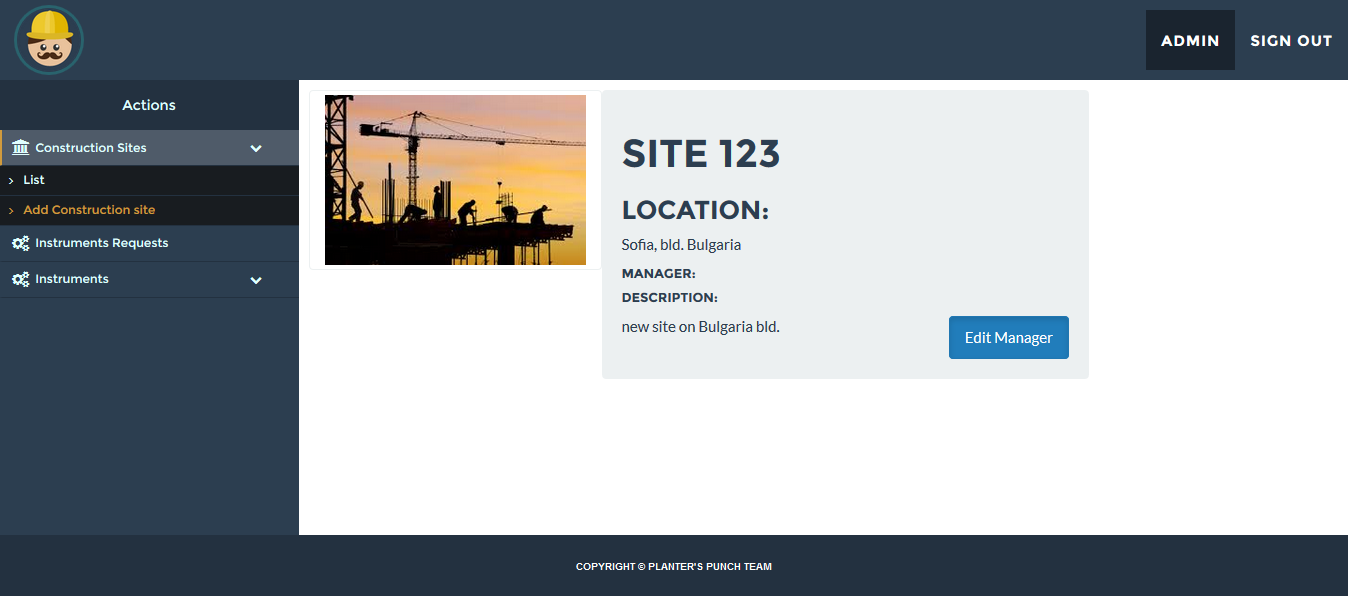 ADMIN
SIGN OUT
Actions
Construction Sites
List
Add Construction site
Instruments Requests
Instruments
SITE 123
LOCATION:
Sofia, bld. Bulgaria
MANAGER:
DESCRIPTION:
new site on Bulgaria bld.
Edit Manager
COPYRIGHT © PLANTER'S PUNCH TEAM